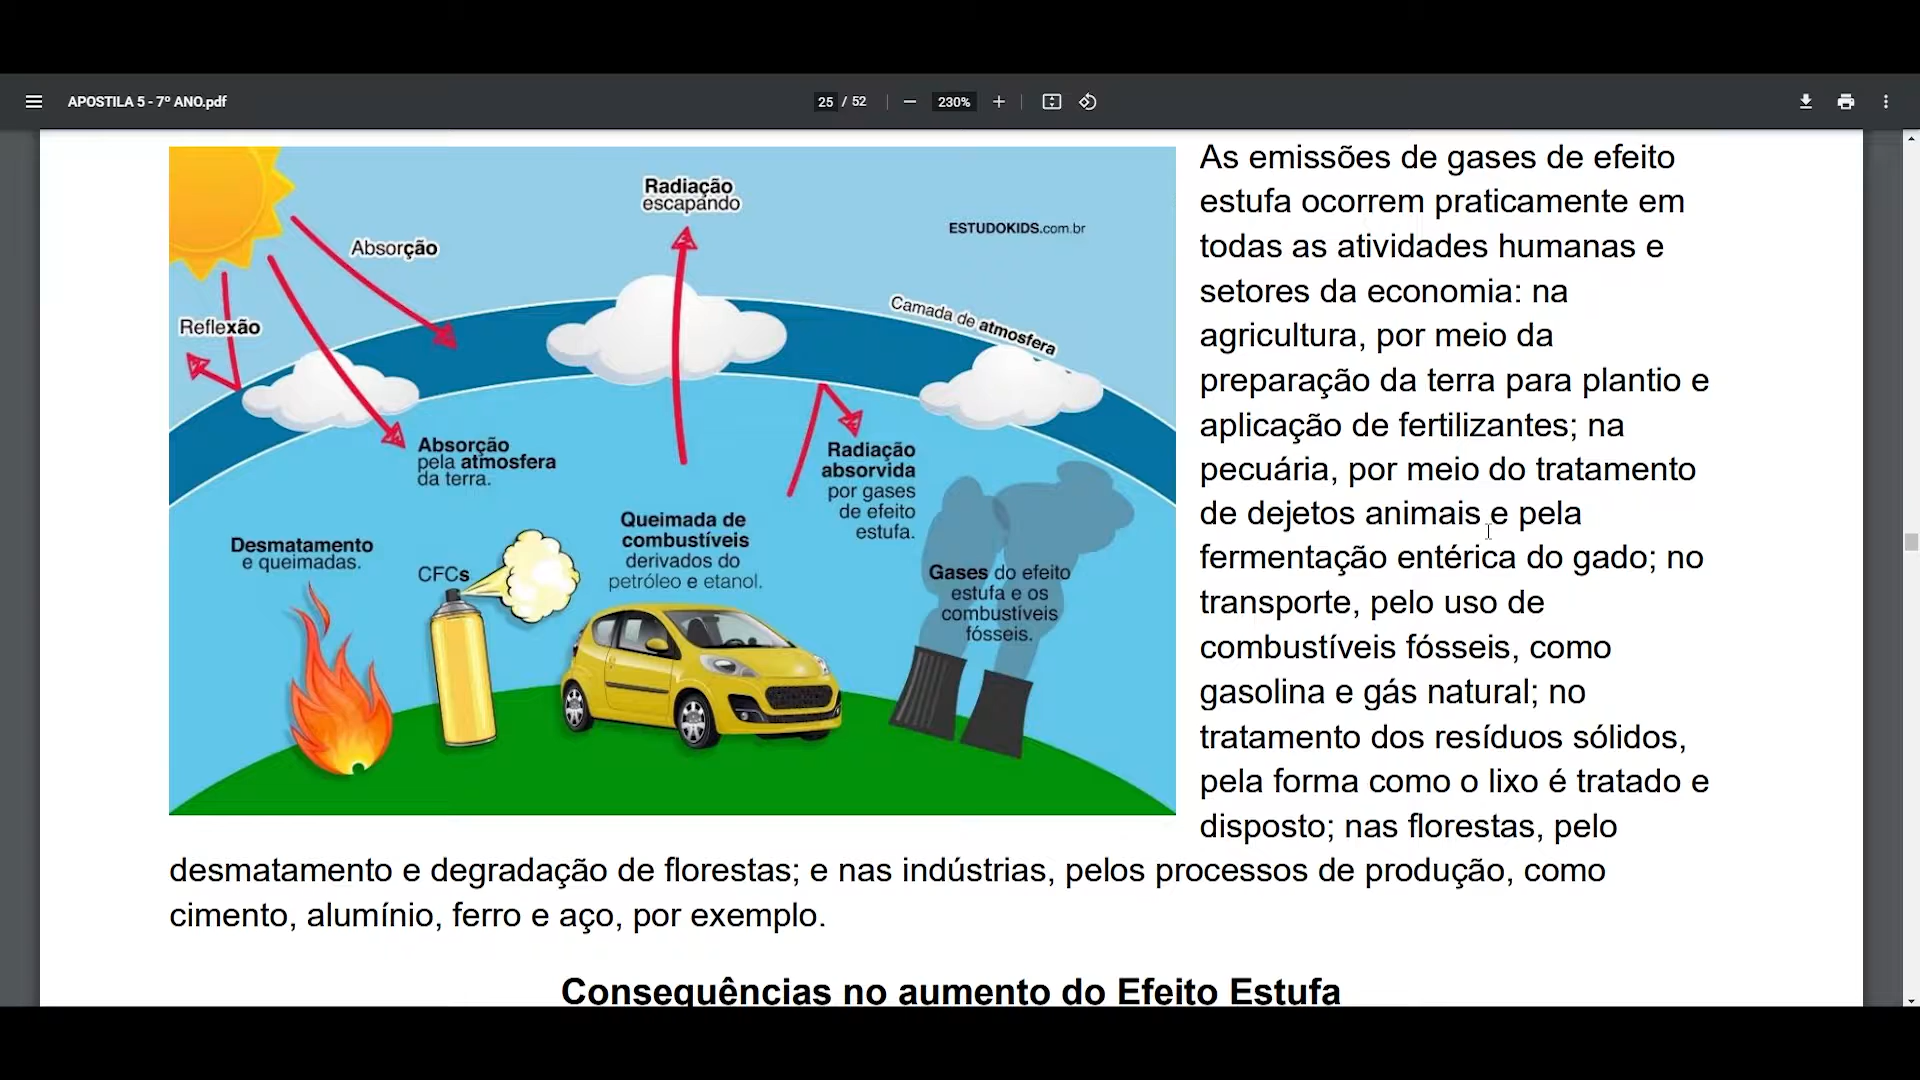 APOSTILA 5 - 7º ANO.pdf
25 / 52
230%
Radiação
escapando
ESTUDOKIDS.com.br
Absorção
Reflexão
Camada de atmosfera
Absorção
pela atmosfera
da terra.
Radiação
absorvida
por gases
de efeito
estufa.
Desmatamento
e queimadas.
CFCs
Queimada de
combustíveis
derivados do
petróleo e etanol.
Gases do efeito
estufa e os
combustíveis
fósseis.
As emissões de gases de efeito
estufa ocorrem praticamente em
todas as atividades humanas e
setores da economia: na
agricultura, por meio da
preparação da terra para plantio e
aplicação de fertilizantes; na
pecuária, por meio do tratamento
de dejetos animais e pela
fermentação entérica do gado; no
transporte, pelo uso de
combustíveis fósseis, como
gasolina e gás natural; no
tratamento dos resíduos sólidos,
pela forma como o lixo é tratado e
disposto; nas florestas, pelo
desmatamento e degradação de florestas; e nas indústrias, pelos processos de produção, como
cimento, alumínio, ferro e aço, por exemplo.
Consequências no aumento do Efeito Estufa